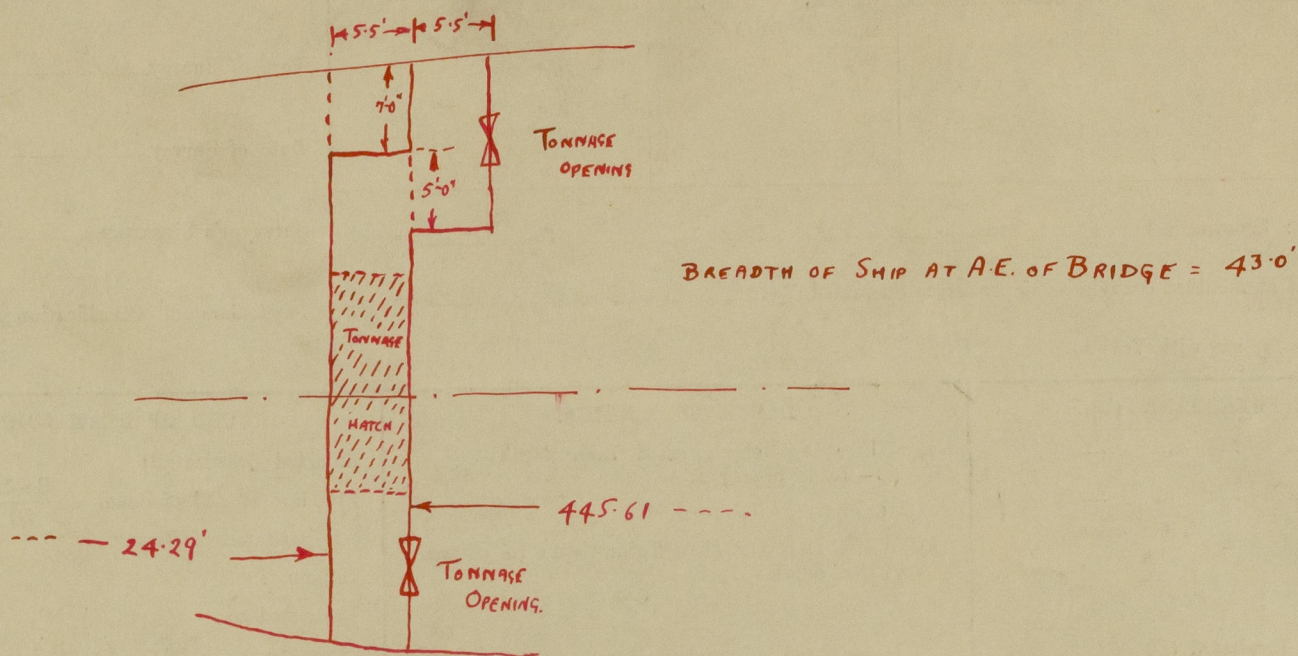 5.5' 5.5'
7'-0"
TONNAGE
OPENING
5'-0"
BREADTH OF SHIP AT A.E. OF BRIDGE = 43.0'
TONNAGE
HATCH
445.61 ----.
--- — 24.29'
TONNAGE
OPENING.